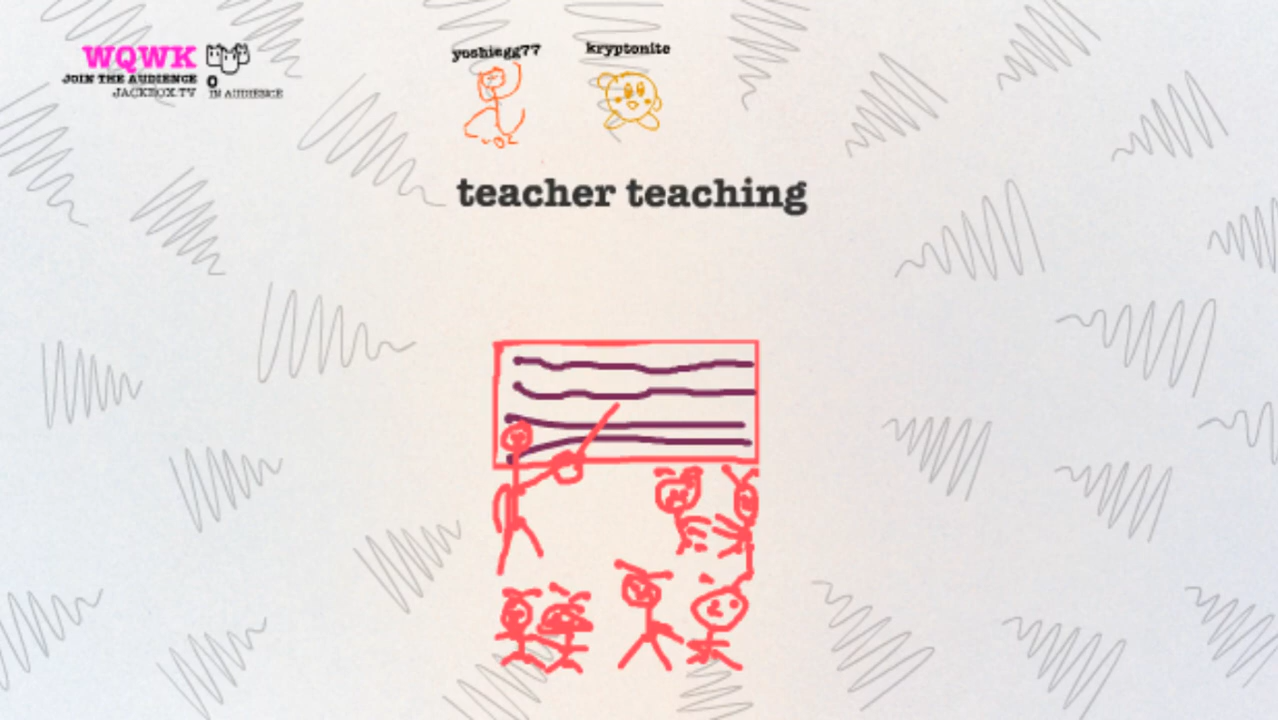 WQWK
JOIN THE AUDIENCE
JACKBOX.TV
0
IN AUDIENCE
yoshiegg77
kryptonite
teacher teaching